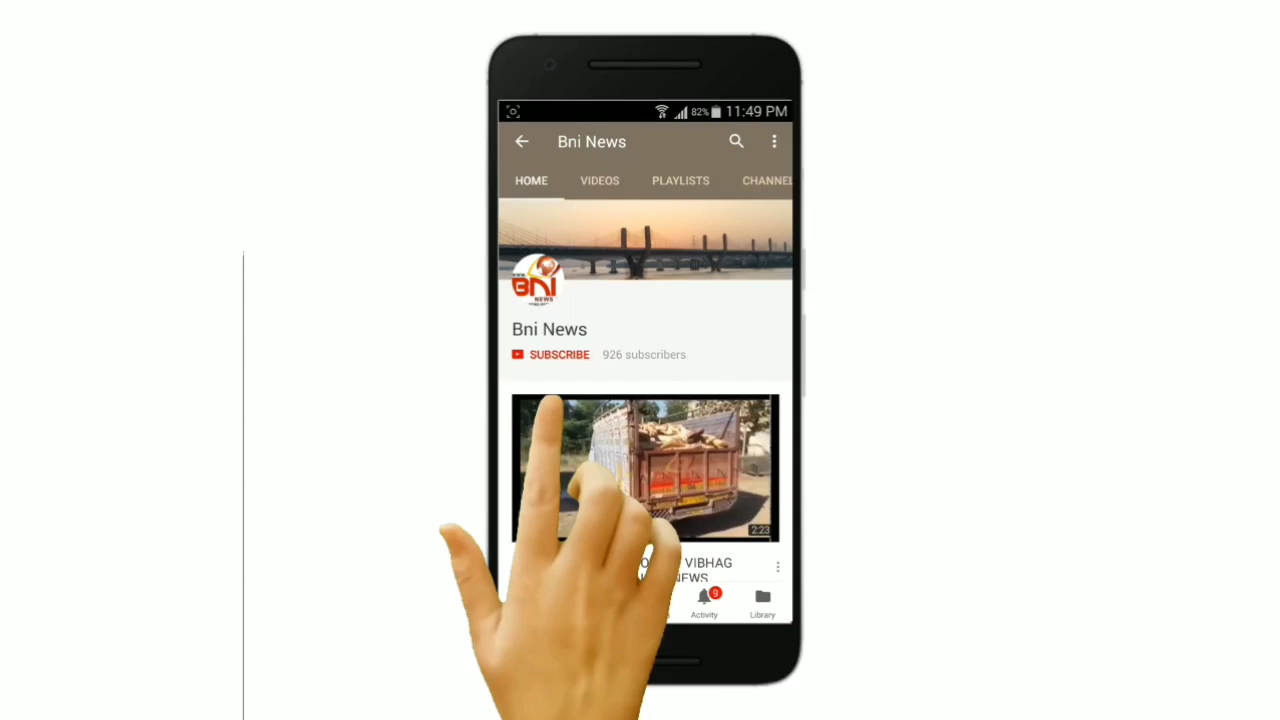 82% 11:49 PM
Bni News
HOME VIDEOS PLAYLISTS CHANNEL
BNI
NEWS
Bni News
SUBSCRIBE 926 subscribers
2:23
VIBHAG
NEWS
9
Activity Library